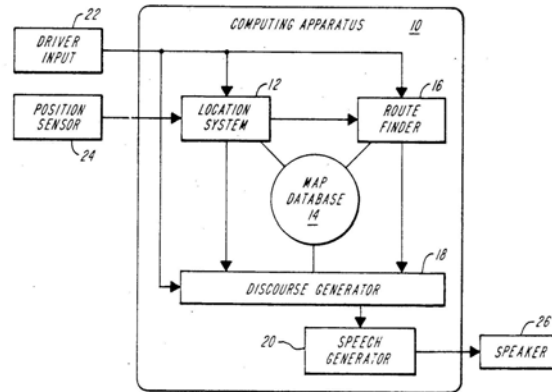 22
COMPUTING APPARATUS 10
DRIVER
INPUT
12
16
POSITION
SENSOR
24
LOCATION
SYSTEM
ROUTE
FINDER
MAP
DATABASE
14
18
DISCOURSE GENERATOR
20
SPEECH
GENERATOR
26
SPEAKER